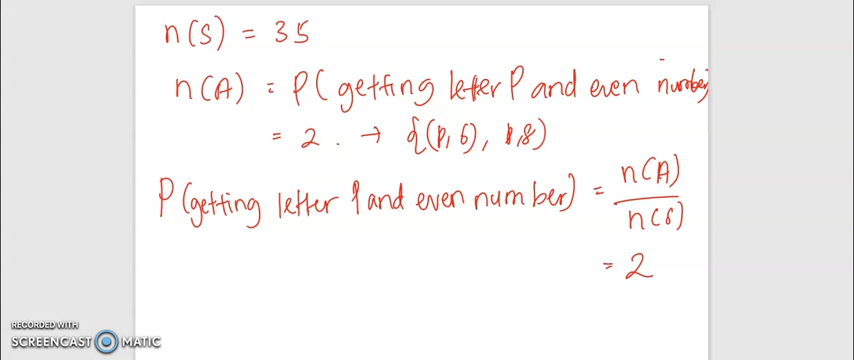 n(S) = 35
n(A) = P( getting letter P and even number)
= 2. → {(P, 6), P, 8)
P (getting letter P and even number) = n(A)/n(S)
= 2
RECORDED WITH
SCREENCAST MATIC